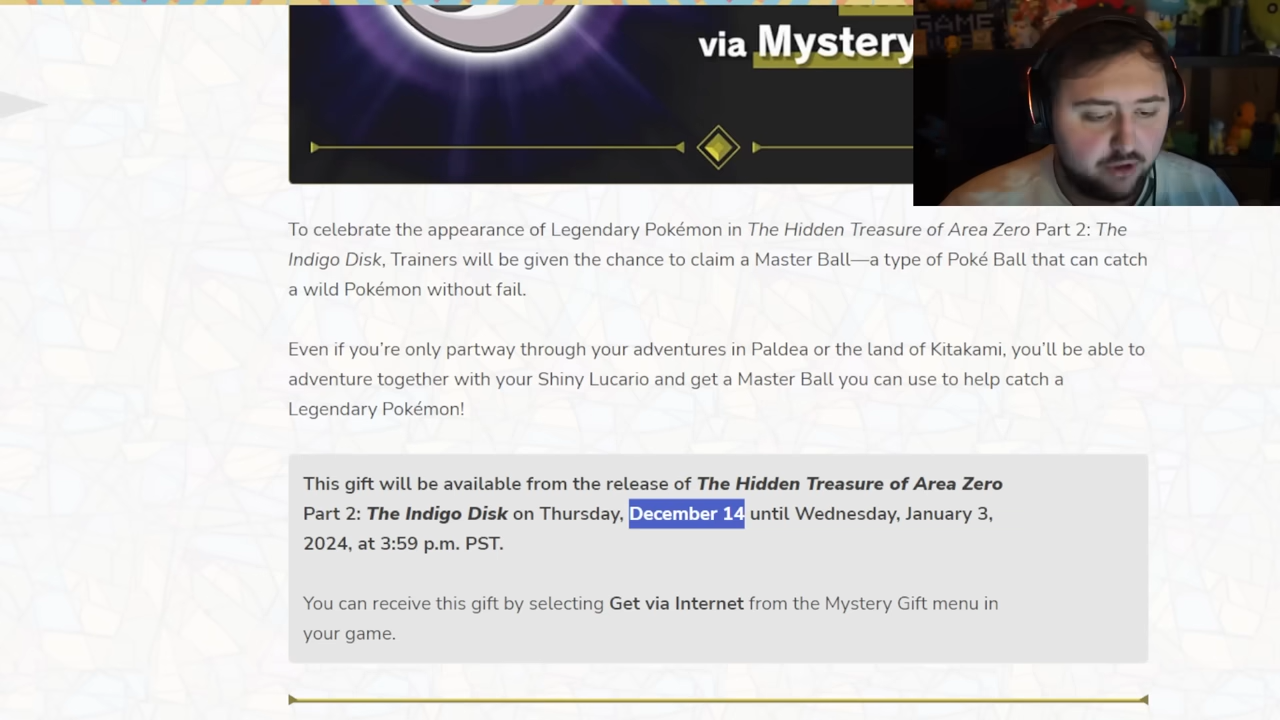 via Mystery
To celebrate the appearance of Legendary Pokémon in The Hidden Treasure of Area Zero Part 2: The
Indigo Disk, Trainers will be given the chance to claim a Master Ball—a type of Poké Ball that can catch
a wild Pokémon without fail.
Even if you’re only partway through your adventures in Paldea or the land of Kitakami, you’ll be able to
adventure together with your Shiny Lucario and get a Master Ball you can use to help catch a
Legendary Pokémon!
This gift will be available from the release of The Hidden Treasure of Area Zero
Part 2: The Indigo Disk on Thursday, December 14 until Wednesday, January 3,
2024, at 3:59 p.m. PST.
You can receive this gift by selecting Get via Internet from the Mystery Gift menu in
your game.